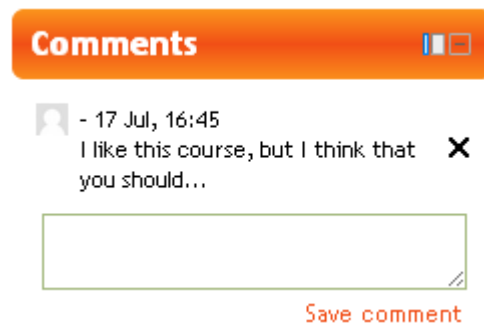 Comments
- 17 Jul, 16:45
I like this course, but I think that
you should...
Save comment